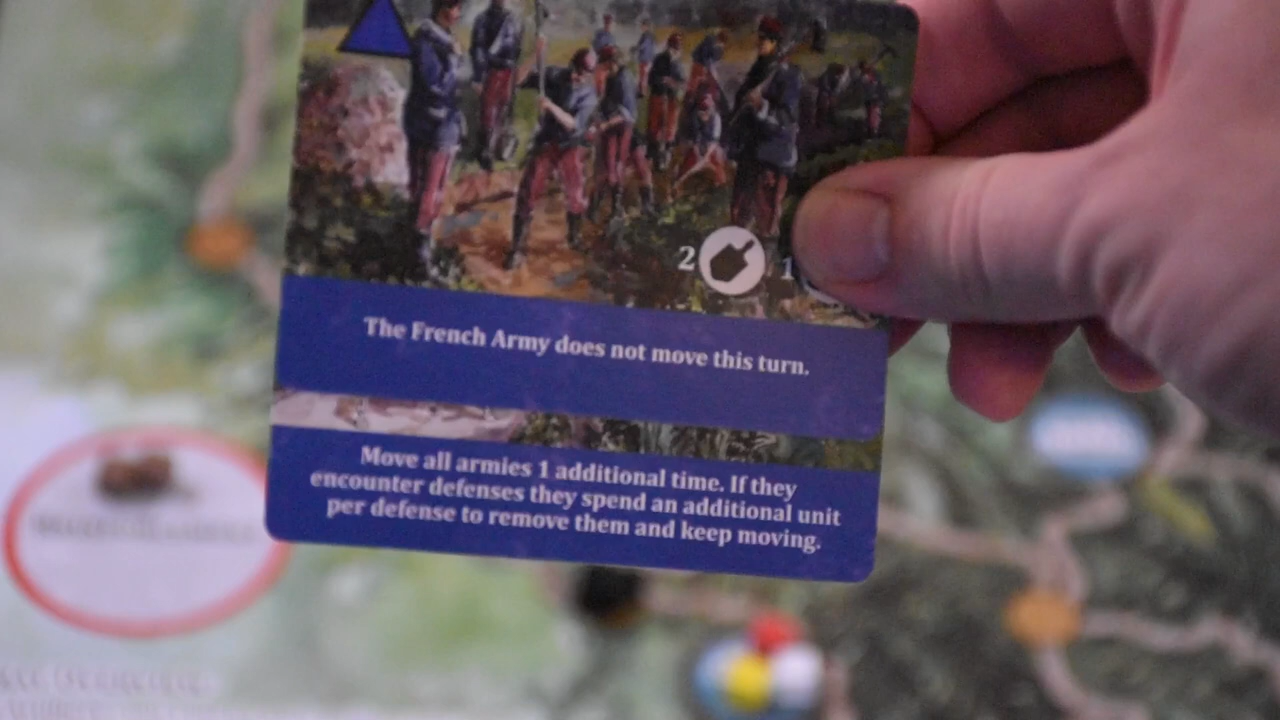 2 1
The French Army does not move this turn.
Move all armies 1 additional time. If they
encounter defenses they spend an additional unit
per defense to remove them and keep moving.